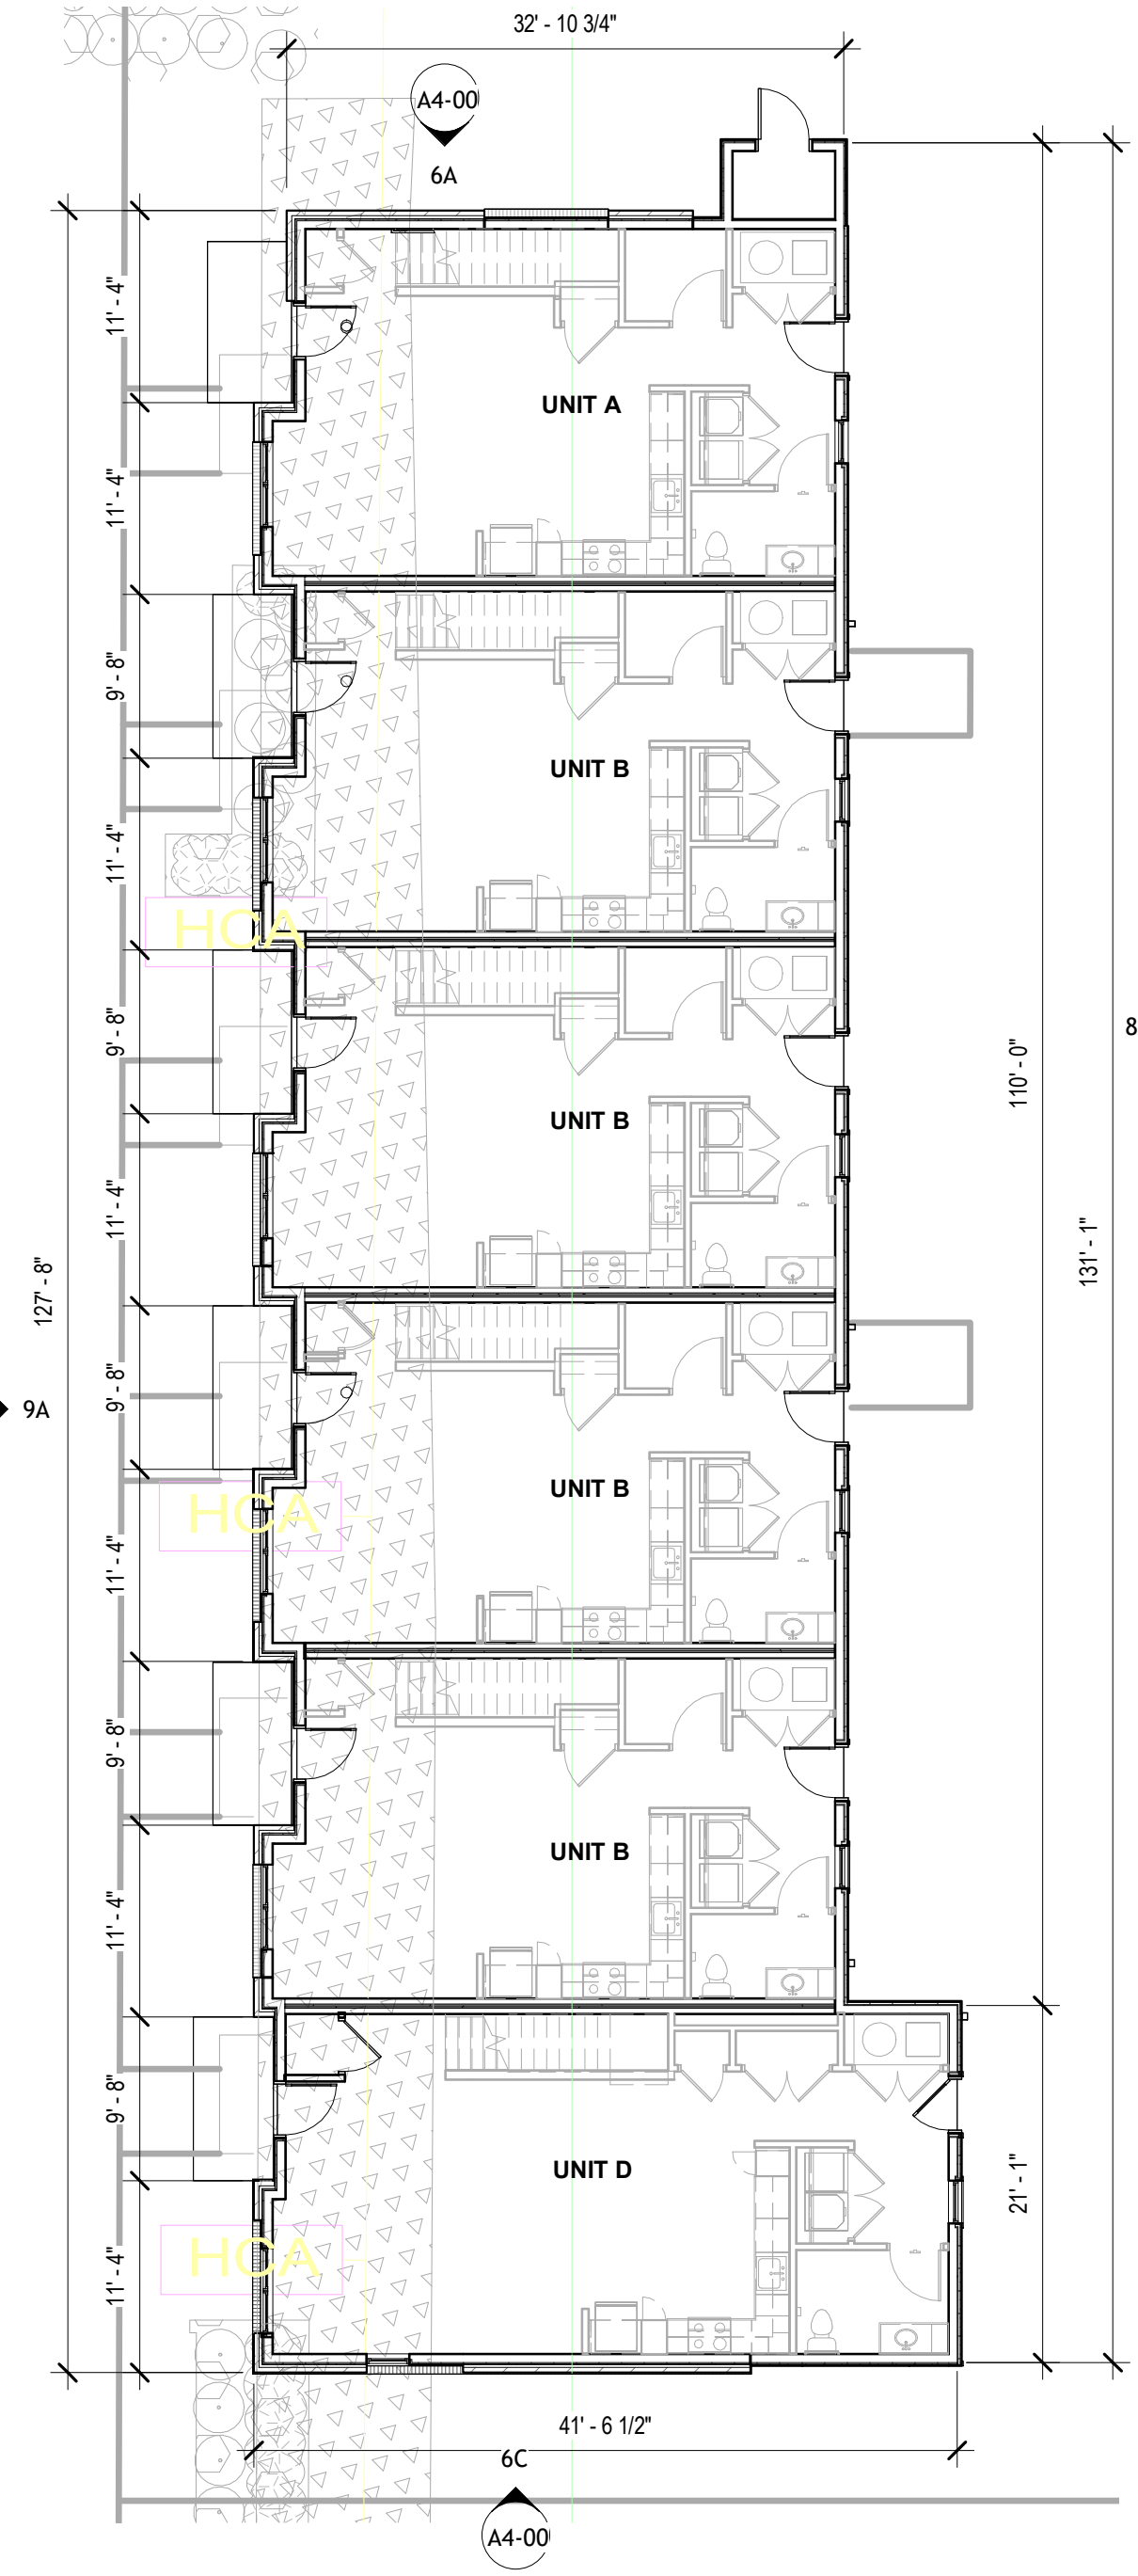 32' - 10 3/4"
A4-00
6A
11' - 4"
UNIT A
11' - 4"
9' - 8"
UNIT B
11' - 4"
HCA
9' - 8"
8
110' - 0"
UNIT B
11' - 4"
131' - 1"
127' - 8"
9' - 8"
9A
UNIT B
HCA
11' - 4"
9' - 8"
UNIT B
11' - 4"
9' - 8"
UNIT D
21' - 1"
HCA
11' - 4"
41' - 6 1/2"
6C
A4-00